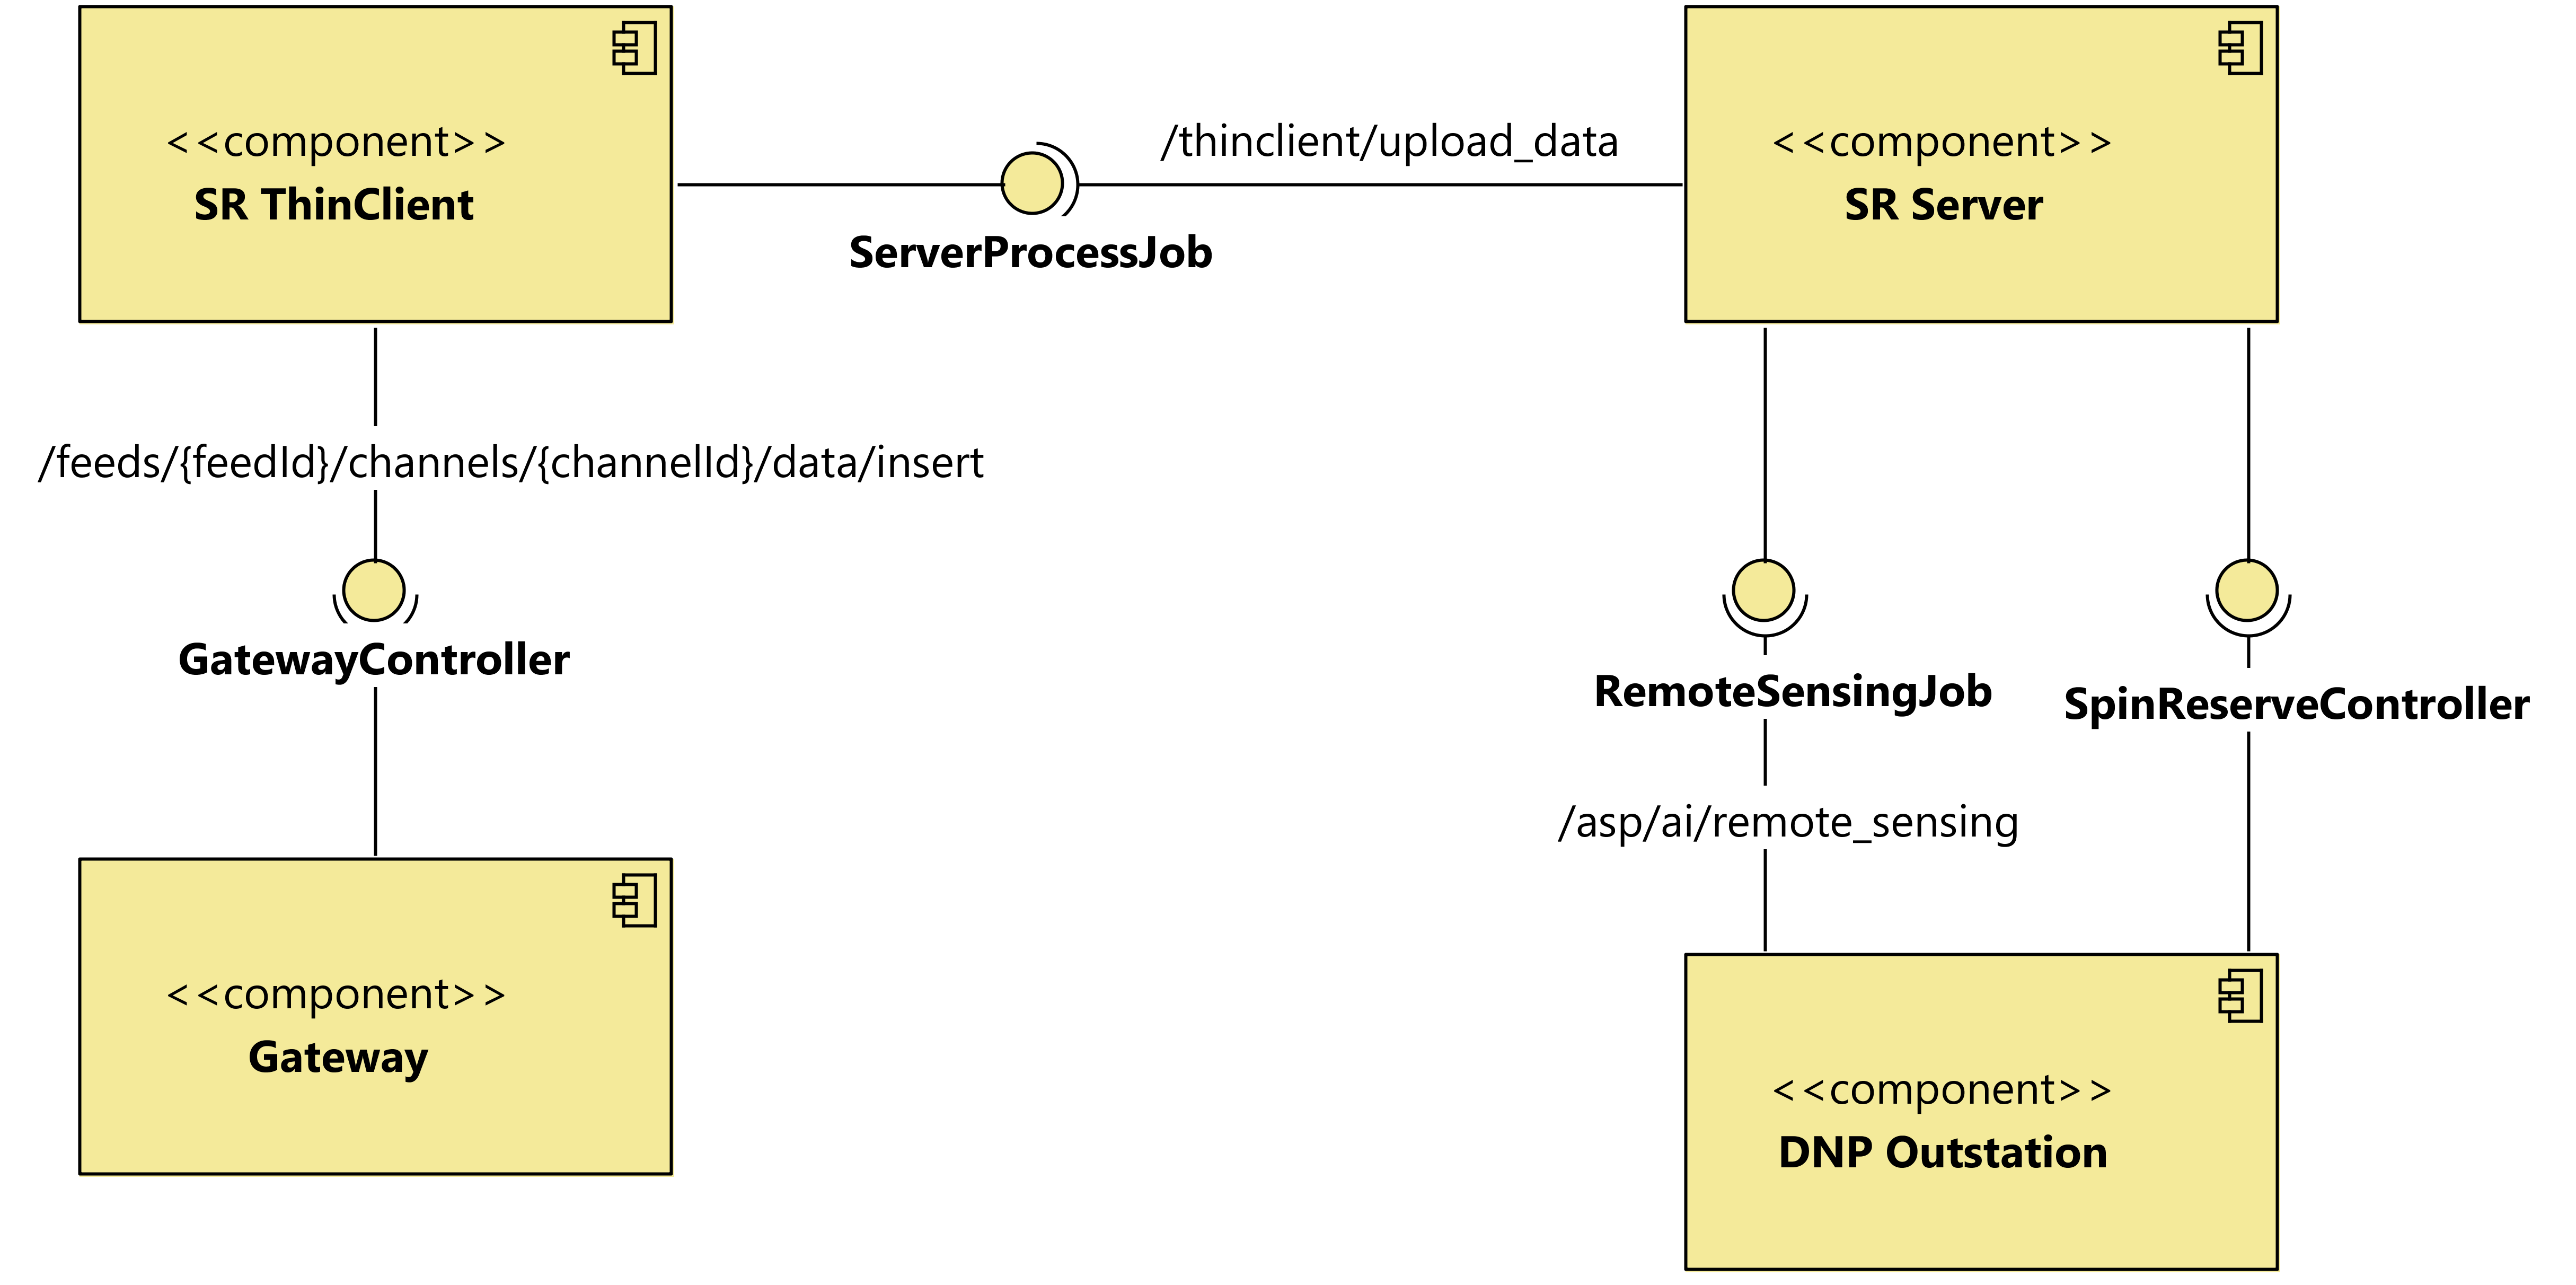 <<component>>
SR ThinClient
/thinclient/upload_data
ServerProcessJob
<<component>>
SR Server
/feeds/{feedId}/channels/{channelId}/data/insert
GatewayController
RemoteSensingJob
SpinReserveController
/asp/ai/remote_sensing
<<component>>
Gateway
<<component>>
DNP Outstation